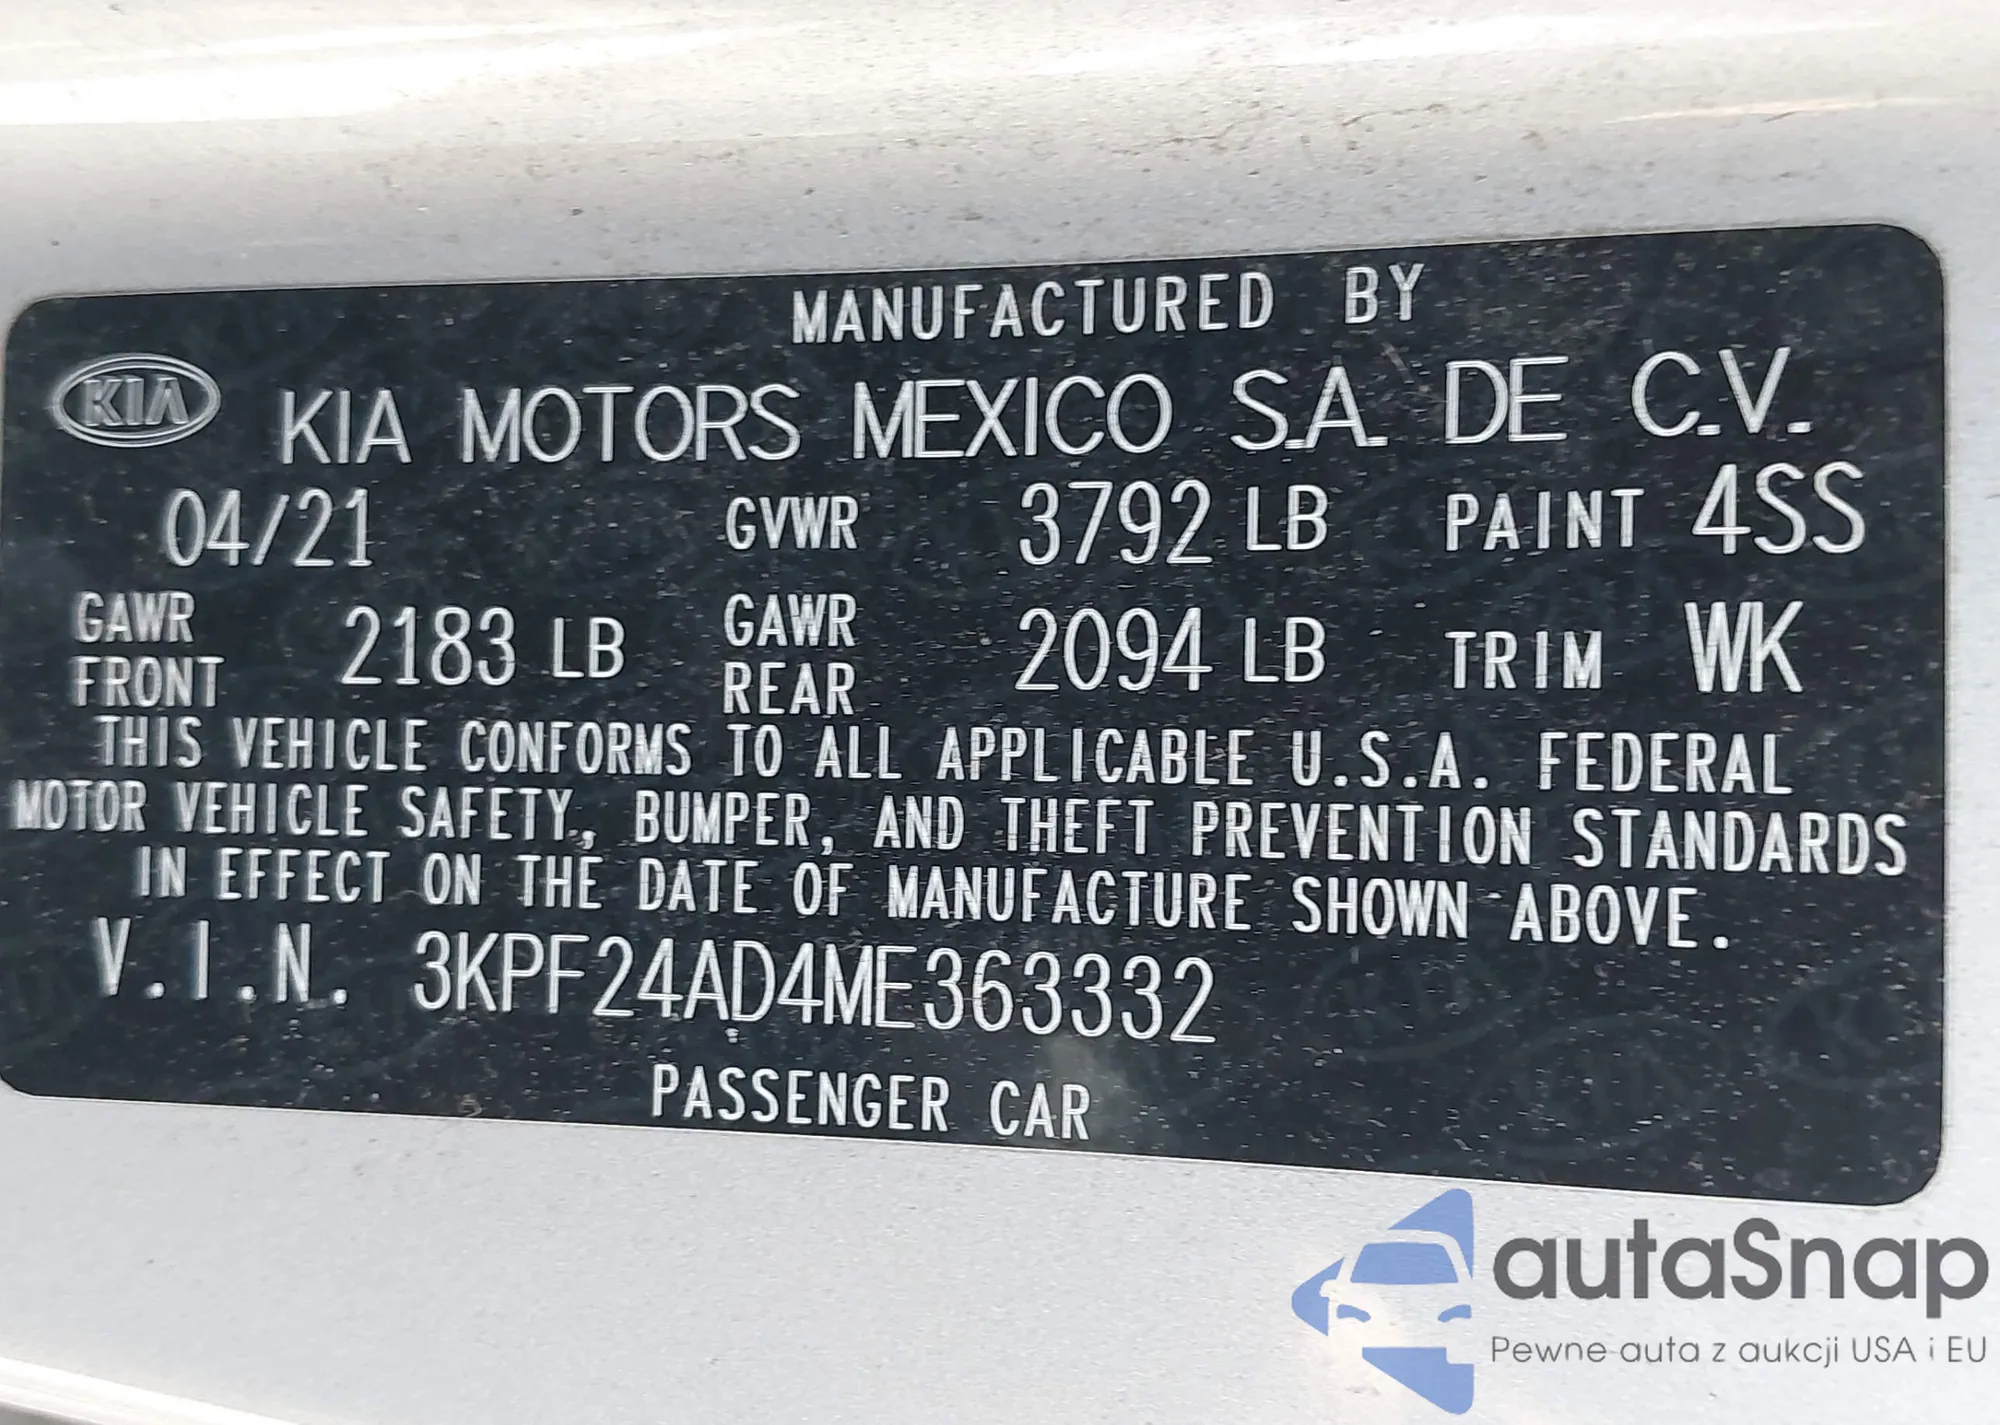 MANUFACTURED BY
KIA KIA MOTORS MEXICO S.A. DE C.V.
04/21 GVWR 3792 LB PAINT 4SS
GAWR FRONT 2183 LB GAWR REAR 2094 LB TRIM WK
THIS VEHICLE CONFORMS TO ALL APPLICABLE U.S.A. FEDERAL
MOTOR VEHICLE SAFETY, BUMPER, AND THEFT PREVENTION STANDARDS
IN EFFECT ON THE DATE OF MANUFACTURE SHOWN ABOVE.
V.I.N. 3KPF24AD4ME363332
PASSENGER CAR
autaSnap
Pewne auta z aukcji USA i EU